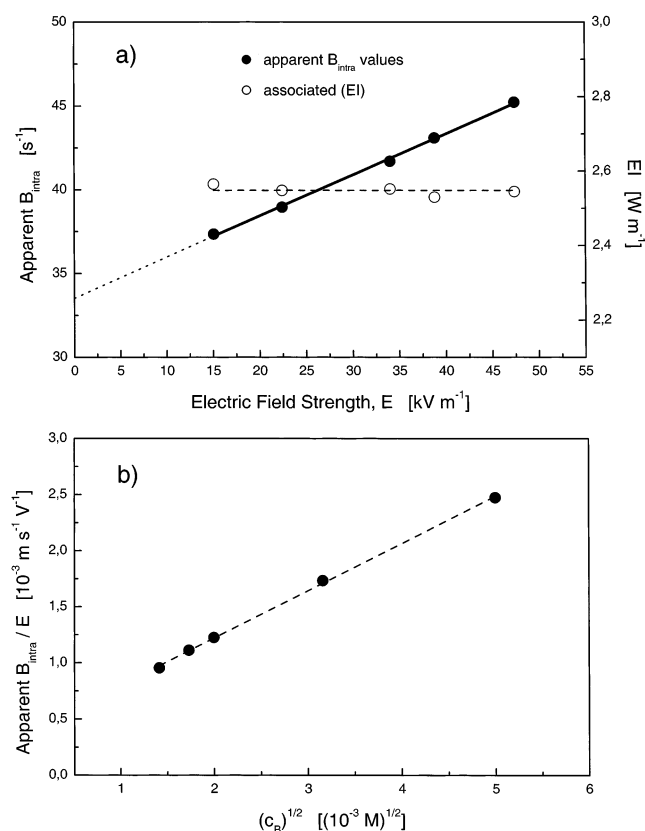 a)
apparent B_intra values
associated (EI)
50
45
40
35
30
Apparent B_intra [s⁻¹]
3,0
2,8
2,6
2,4
2,2
EI [W m⁻¹]
0 5 10 15 20 25 30 35 40 45 50 55
Electric Field Strength, E [kV m⁻¹]
b)
3,0
2,5
2,0
1,5
1,0
0,5
0,0
Apparent B_intra / E [10⁻³ m s⁻¹ V⁻¹]
1 2 3 4 5 6
(c_B)^1/2 [(10⁻³ M)^1/2]